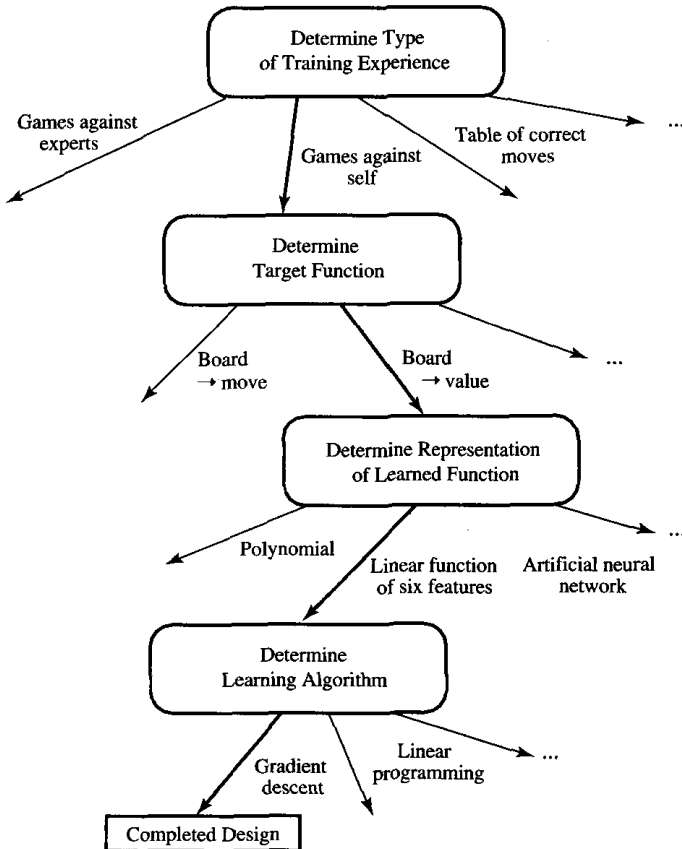 Determine Type
of Training Experience
Games against
experts
Games against
self
Table of correct
moves
...
Determine
Target Function
Board
→ move
Board
→ value
...
Determine Representation
of Learned Function
Polynomial
Linear function
of six features
Artificial neural
network
...
Determine
Learning Algorithm
Gradient
descent
Linear
programming
...
Completed Design